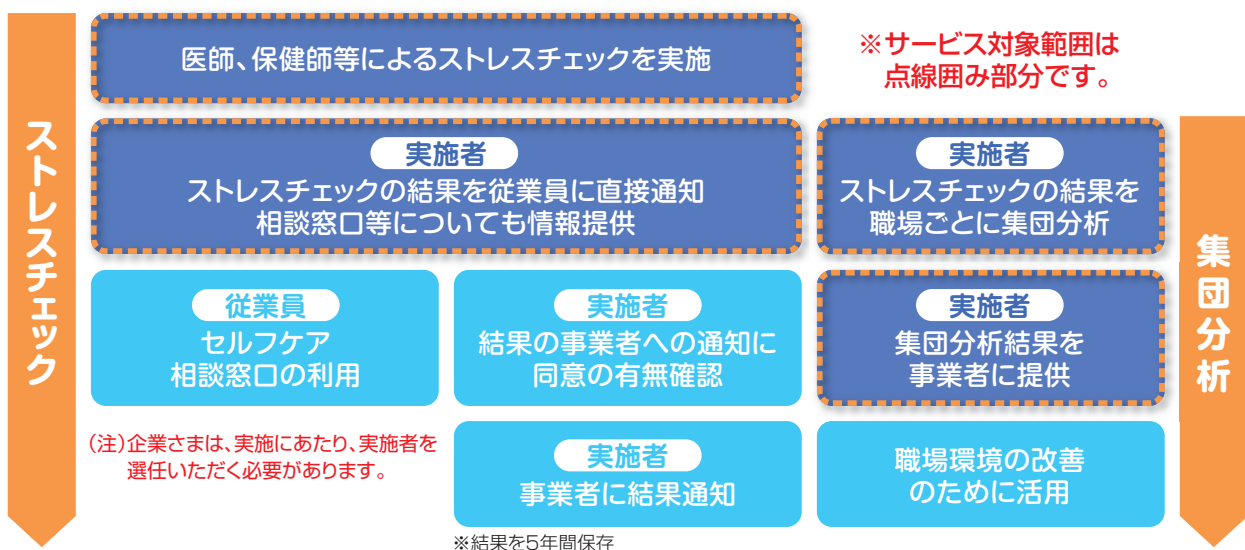 ストレスチェック
医師、保健師等によるストレスチェックを実施
※サービス対象範囲は
点線囲み部分です。
実施者
ストレスチェックの結果を従業員に直接通知
相談窓口等についても情報提供
実施者
ストレスチェックの結果を
職場ごとに集団分析
集団分析
従業員
セルフケア
相談窓口の利用
実施者
結果の事業者への通知に
同意の有無確認
実施者
集団分析結果を
事業者に提供
(注)企業さまは、実施にあたり、実施者を
選任いただく必要があります。
実施者
事業者に結果通知
職場環境の改善
のために活用
※結果を5年間保存